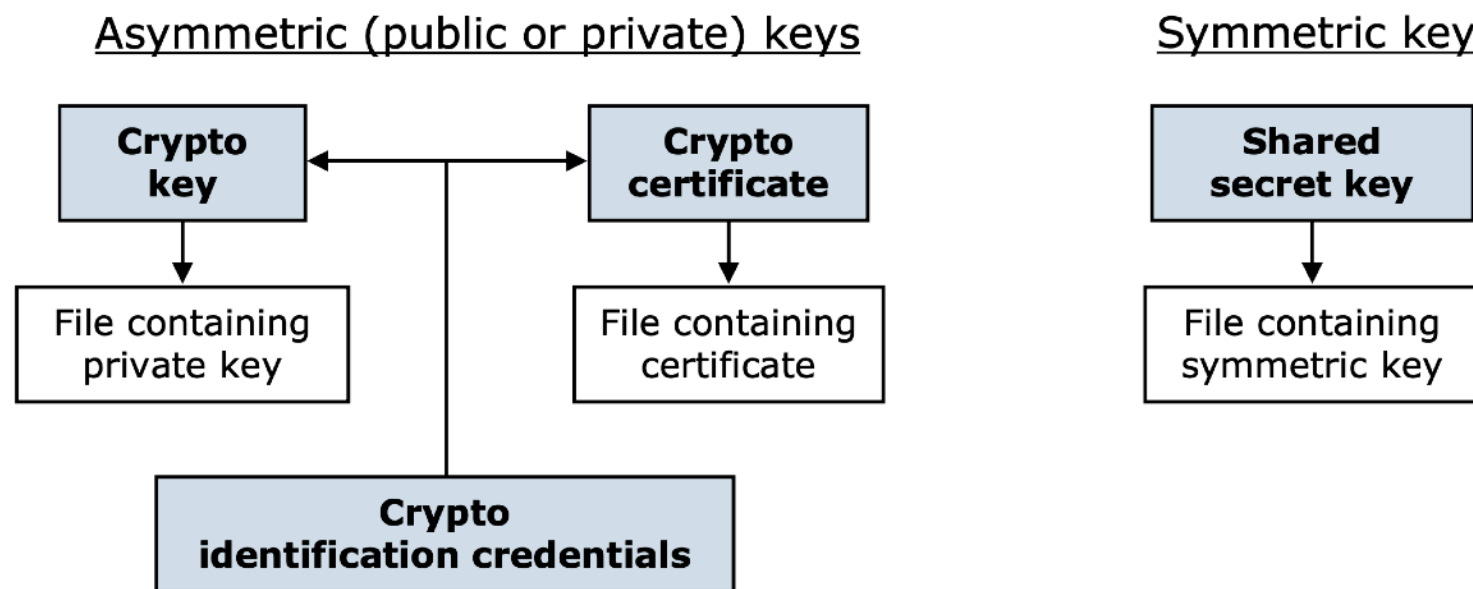 Asymmetric (public or private) keys
Symmetric key
Crypto
key
Crypto
certificate
Shared
secret key
File containing
private key
File containing
certificate
File containing
symmetric key
Crypto
identification credentials